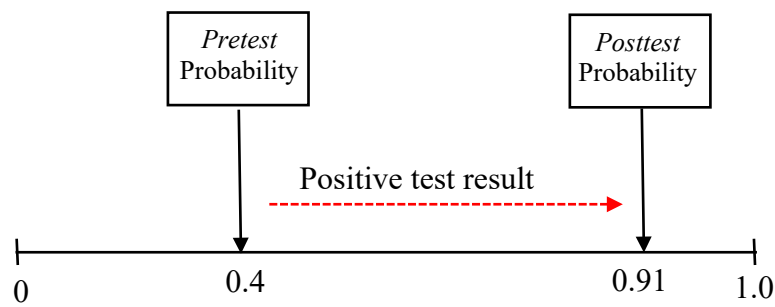 Pretest
Probability
Posttest
Probability
Positive test result
0
0.4
0.91
1.0